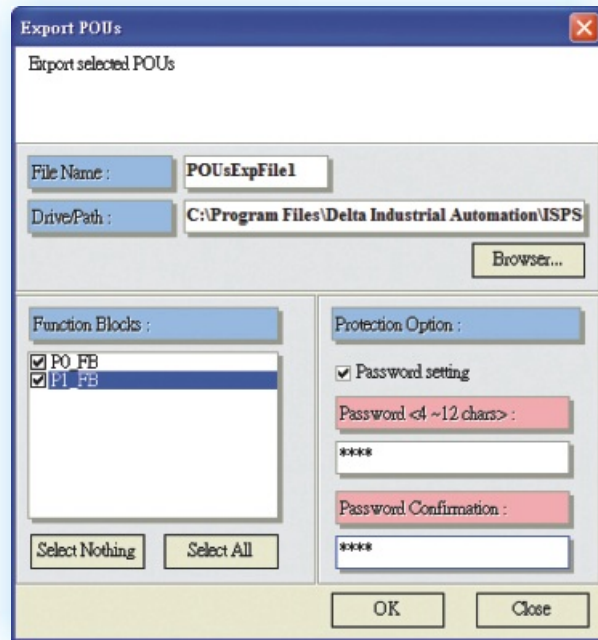 Export POUs
Export selected POUs
File Name :
POUsExpFile1
Drive/Path :
C:\Program Files\Delta Industrial Automation\ISPS
Browser...
Function Blocks :
P0_FB
P1_FB
Select Nothing
Select All
Protection Option :
Password setting
Password <4 ~12 chars> :
****
Password Confirmation :
****
OK
Close